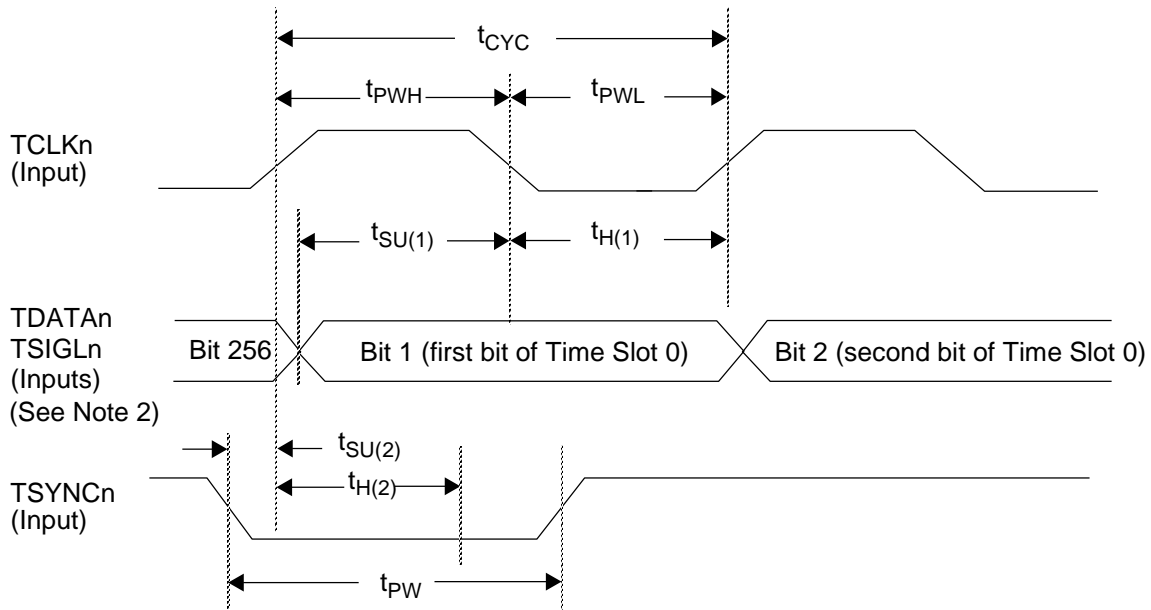 tCYC
tPWH
tPWL
TCLKn
(Input)
tSU(1)
tH(1)
TDATAn
TSIGLn
(Inputs)
(See Note 2)
Bit 256
Bit 1 (first bit of Time Slot 0)
Bit 2 (second bit of Time Slot 0)
tSU(2)
tH(2)
TSYNCn
(Input)
tPW